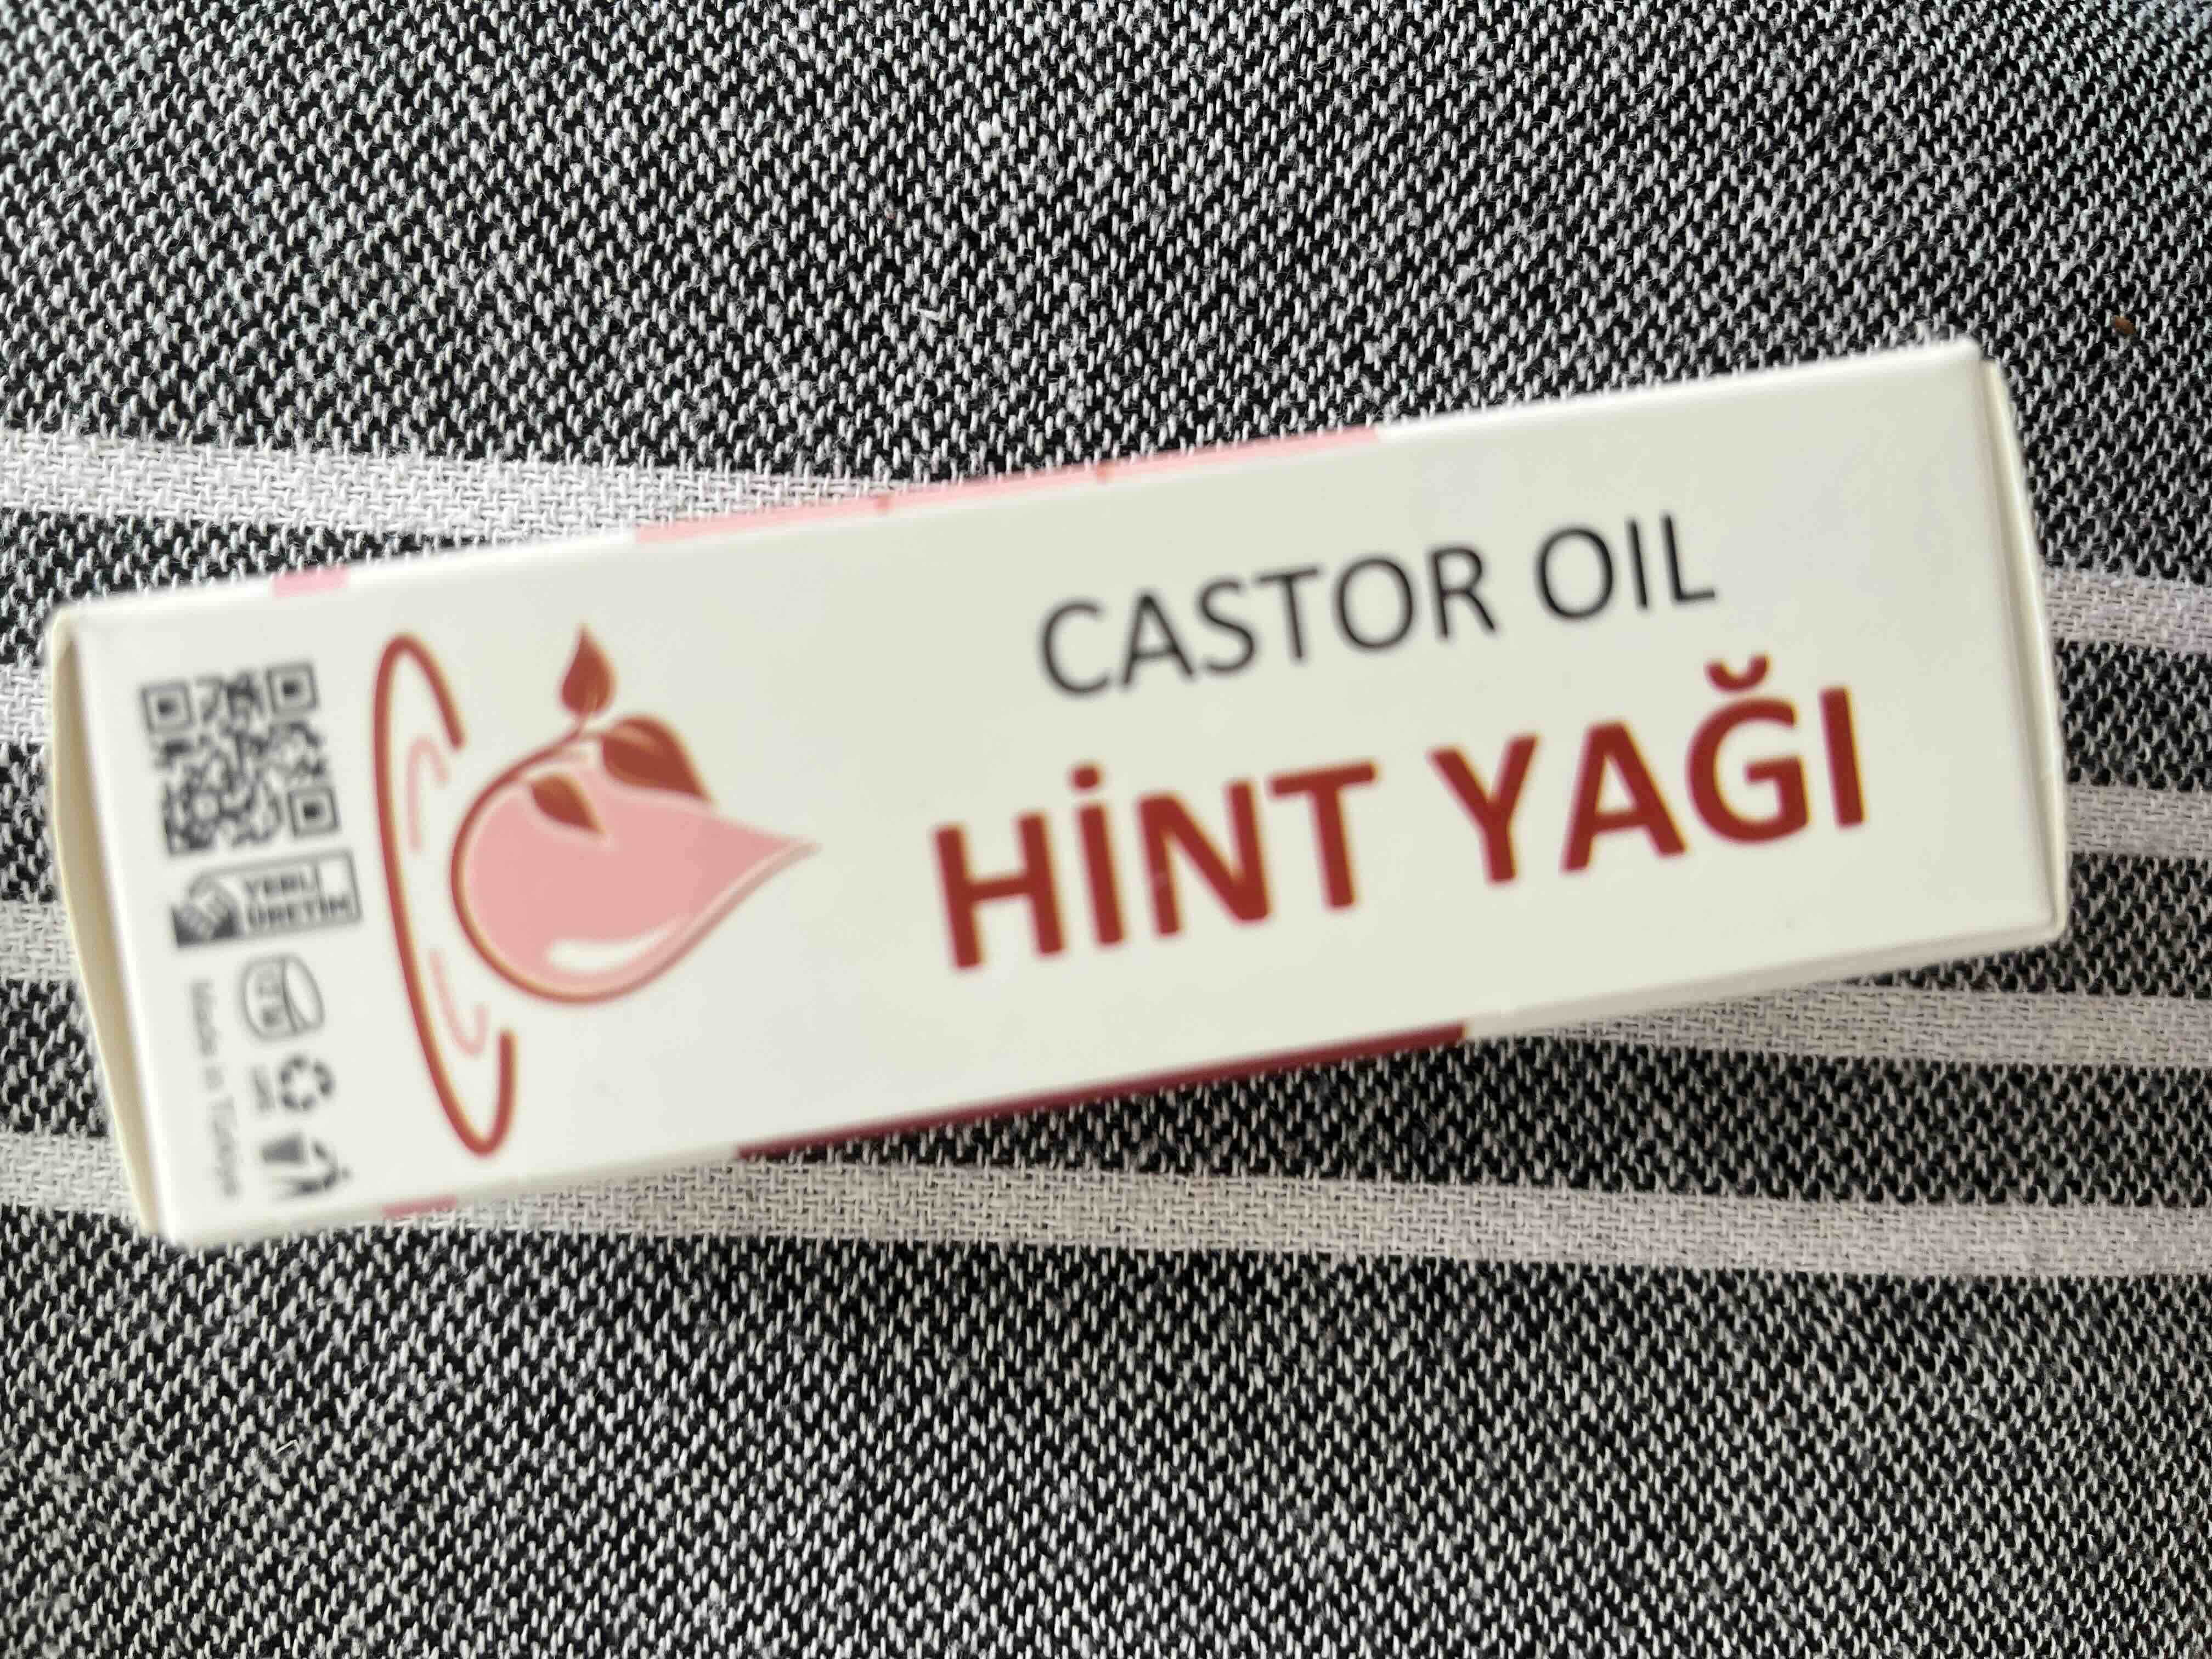 CASTOR OIL
HİNT YAĞI
YERLİ
ÜRETİM
Made in Türkiye